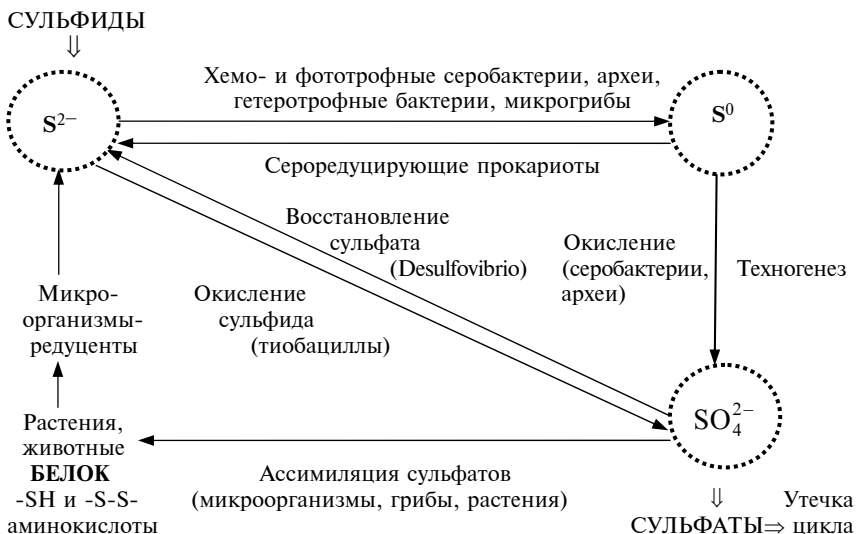 СУЛЬФИДЫ
⇓
S²⁻
Хемо- и фототрофные серобактерии, археи,
гетеротрофные бактерии, микрогрибы
S⁰
Сероредуцирующие прокариоты
Восстановление
сульфата
(Desulfovibrio)
Окисление
(серобактерии,
археи)
Техногенез
Окисление
сульфида
(тиобациллы)
Микро-
организмы-
редуценты
Растения,
животные
БЕЛОК
-SH и -S-S-
аминокислоты
SO₄²⁻
Ассимиляция сульфатов
(микроорганизмы, грибы, растения)
⇓ Утечка
СУЛЬФАТЫ⇒ цикла